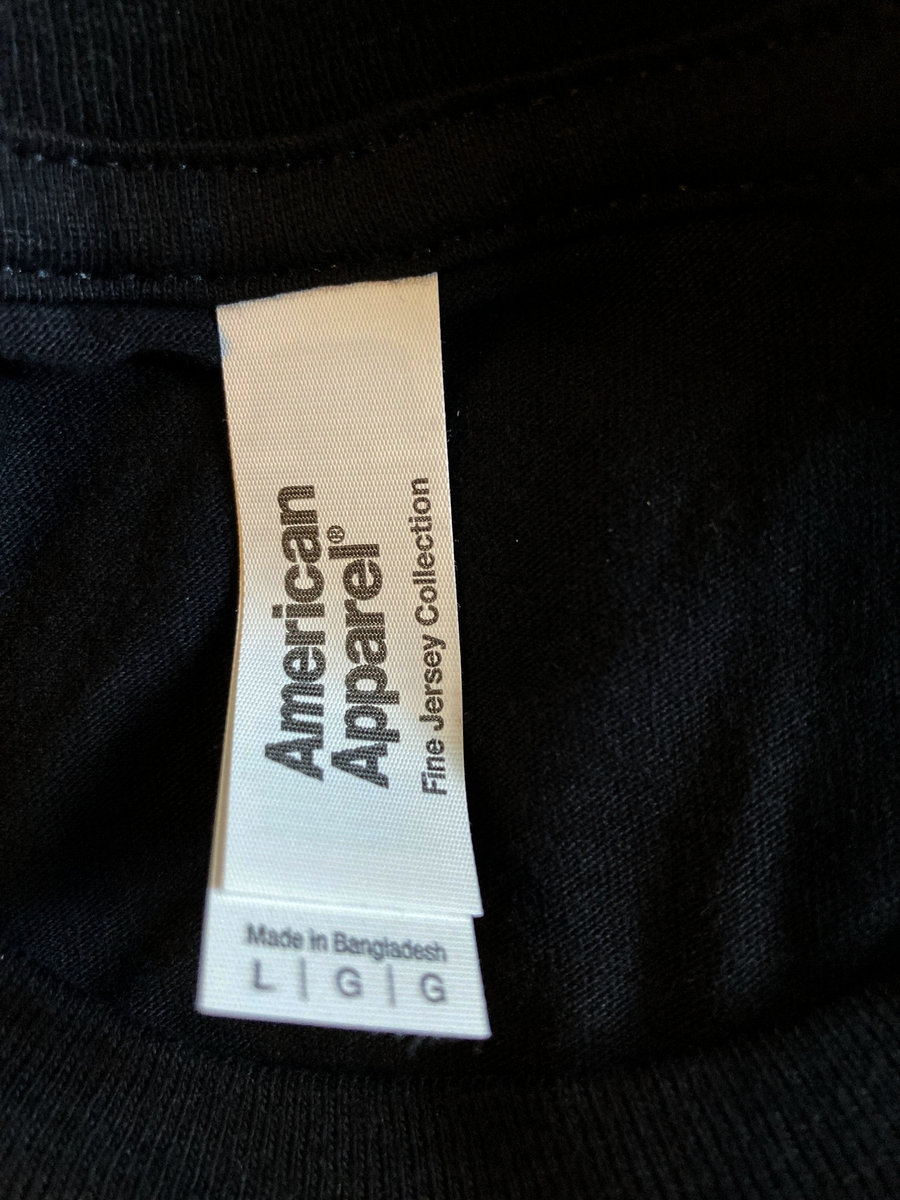 American
Apparel®
Fine Jersey Collection
Made in Bangladesh
L | G | G